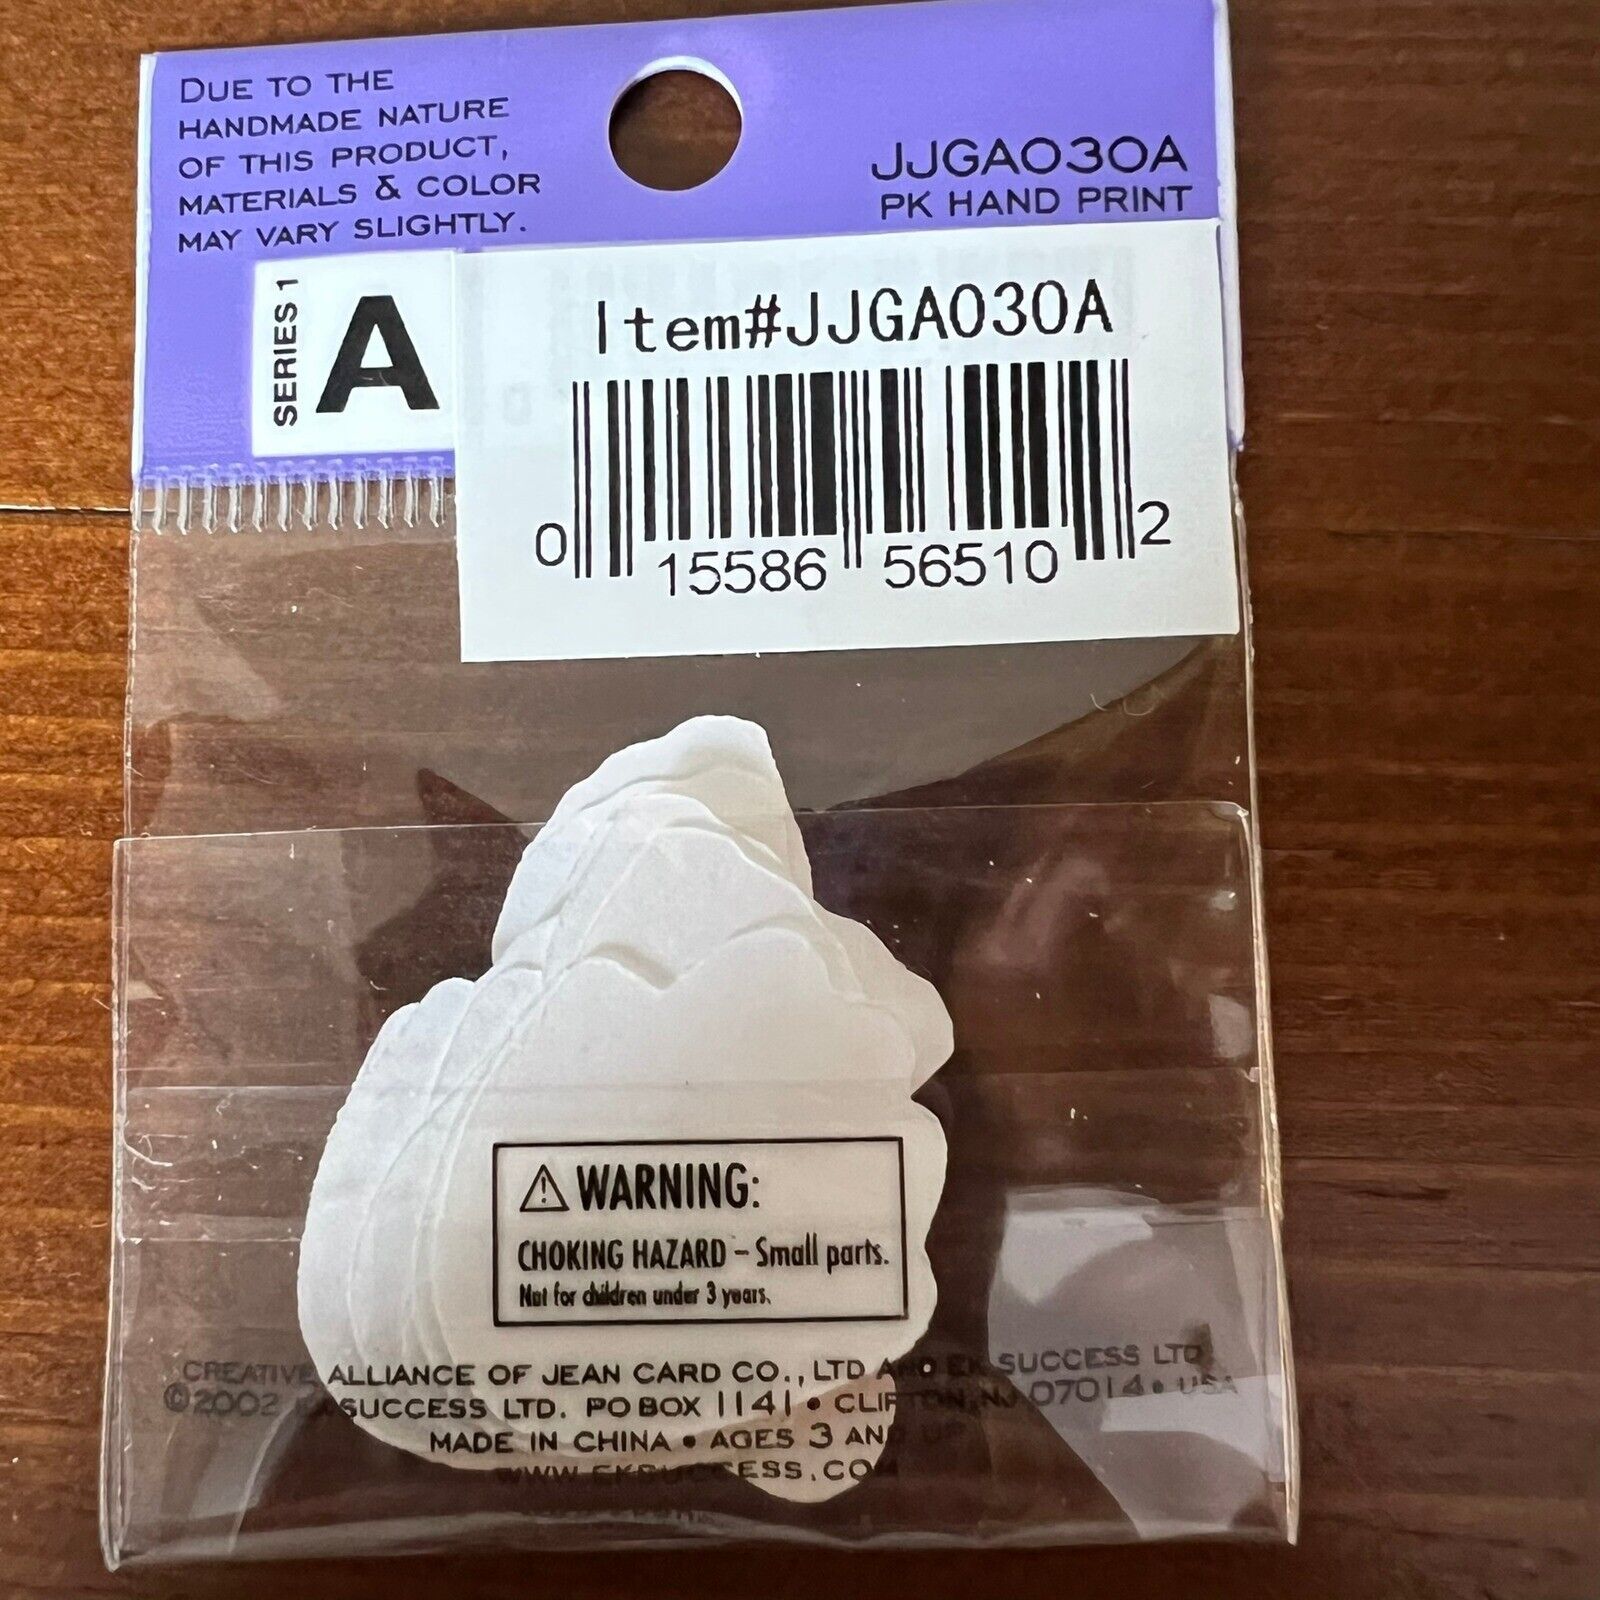 DUE TO THE
HANDMADE NATURE
OF THIS PRODUCT,
MATERIALS & COLOR
MAY VARY SLIGHTLY.
JJGA030A
PK HAND PRINT
SERIES 1
A
Item#JJGA030A
0 15586 56510 2
⚠ WARNING:
CHOKING HAZARD – Small parts.
Not for children under 3 years.
CREATIVE ALLIANCE OF JEAN CARD CO., LTD AND EK SUCCESS LTD
©2002 EK SUCCESS LTD. PO BOX 1141 • CLIFTON, NJ 07014 • USA
MADE IN CHINA • AGES 3 AND UP
WWW.EKSUCCESS.COM